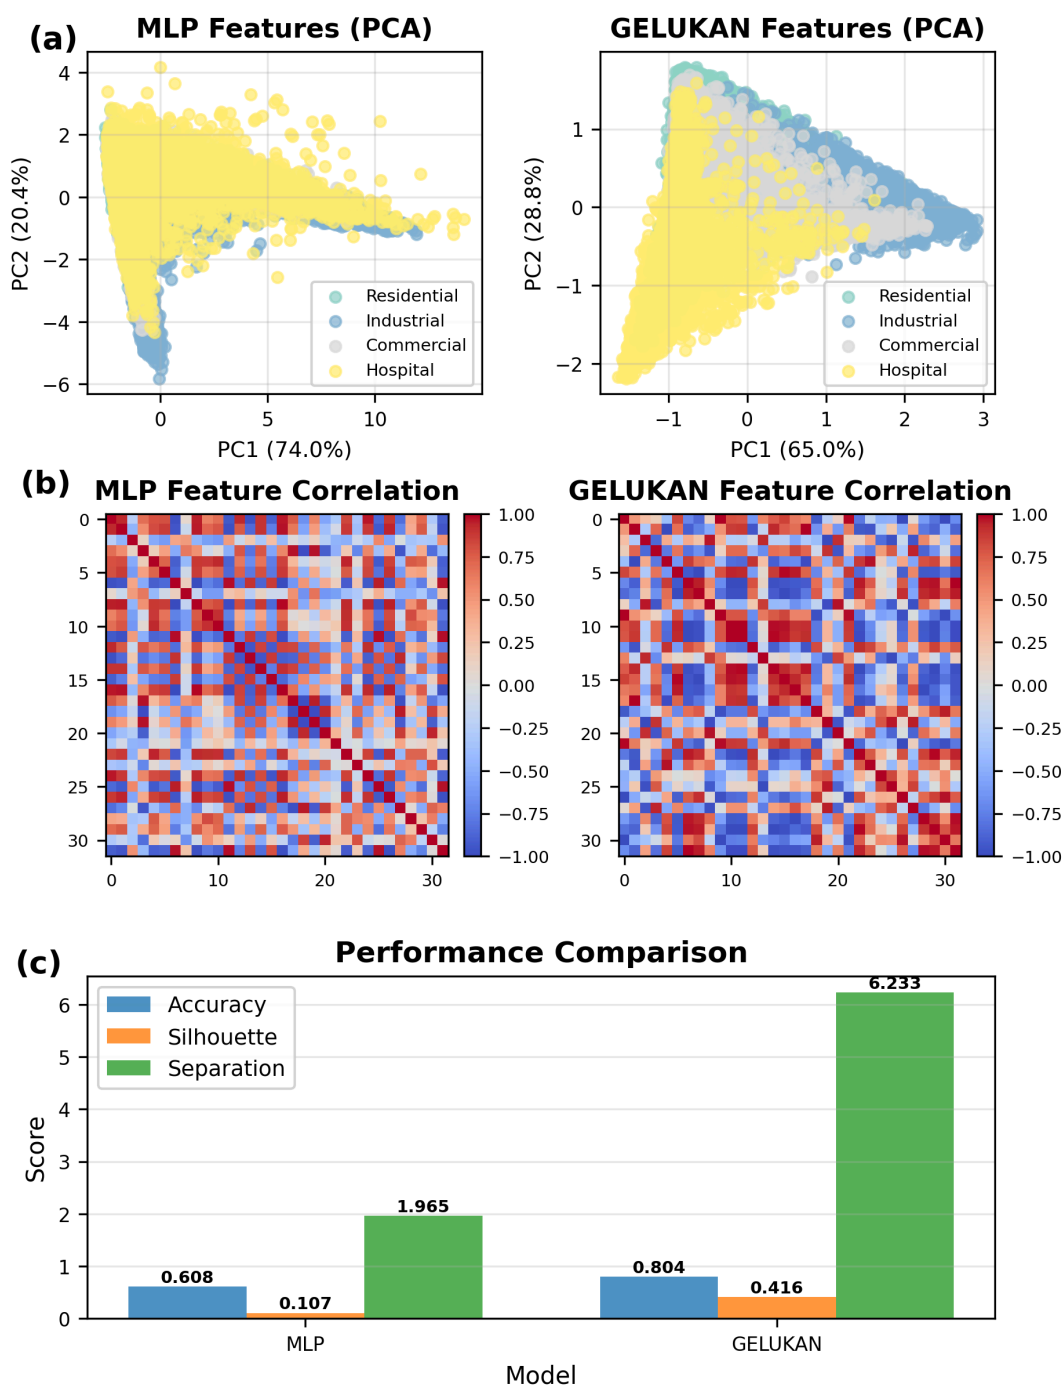 (a)
MLP Features (PCA)
4
2
0
−2
−4
−6
PC2 (20.4%)
0 5 10
PC1 (74.0%)
Residential
Industrial
Commercial
Hospital
GELUKAN Features (PCA)
1
0
−1
−2
PC2 (28.8%)
−1 0 1 2 3
PC1 (65.0%)
Residential
Industrial
Commercial
Hospital
(b)
MLP Feature Correlation
0
5
10
15
20
25
30
0 10 20 30
1.00
0.75
0.50
0.25
0.00
−0.25
−0.50
−0.75
−1.00
GELUKAN Feature Correlation
0
5
10
15
20
25
30
0 10 20 30
1.00
0.75
0.50
0.25
0.00
−0.25
−0.50
−0.75
−1.00
(c)
Performance Comparison
Accuracy
Silhouette
Separation
6
5
4
3
2
1
0
Score
0.608
0.107
1.965
0.804
0.416
6.233
MLP GELUKAN
Model